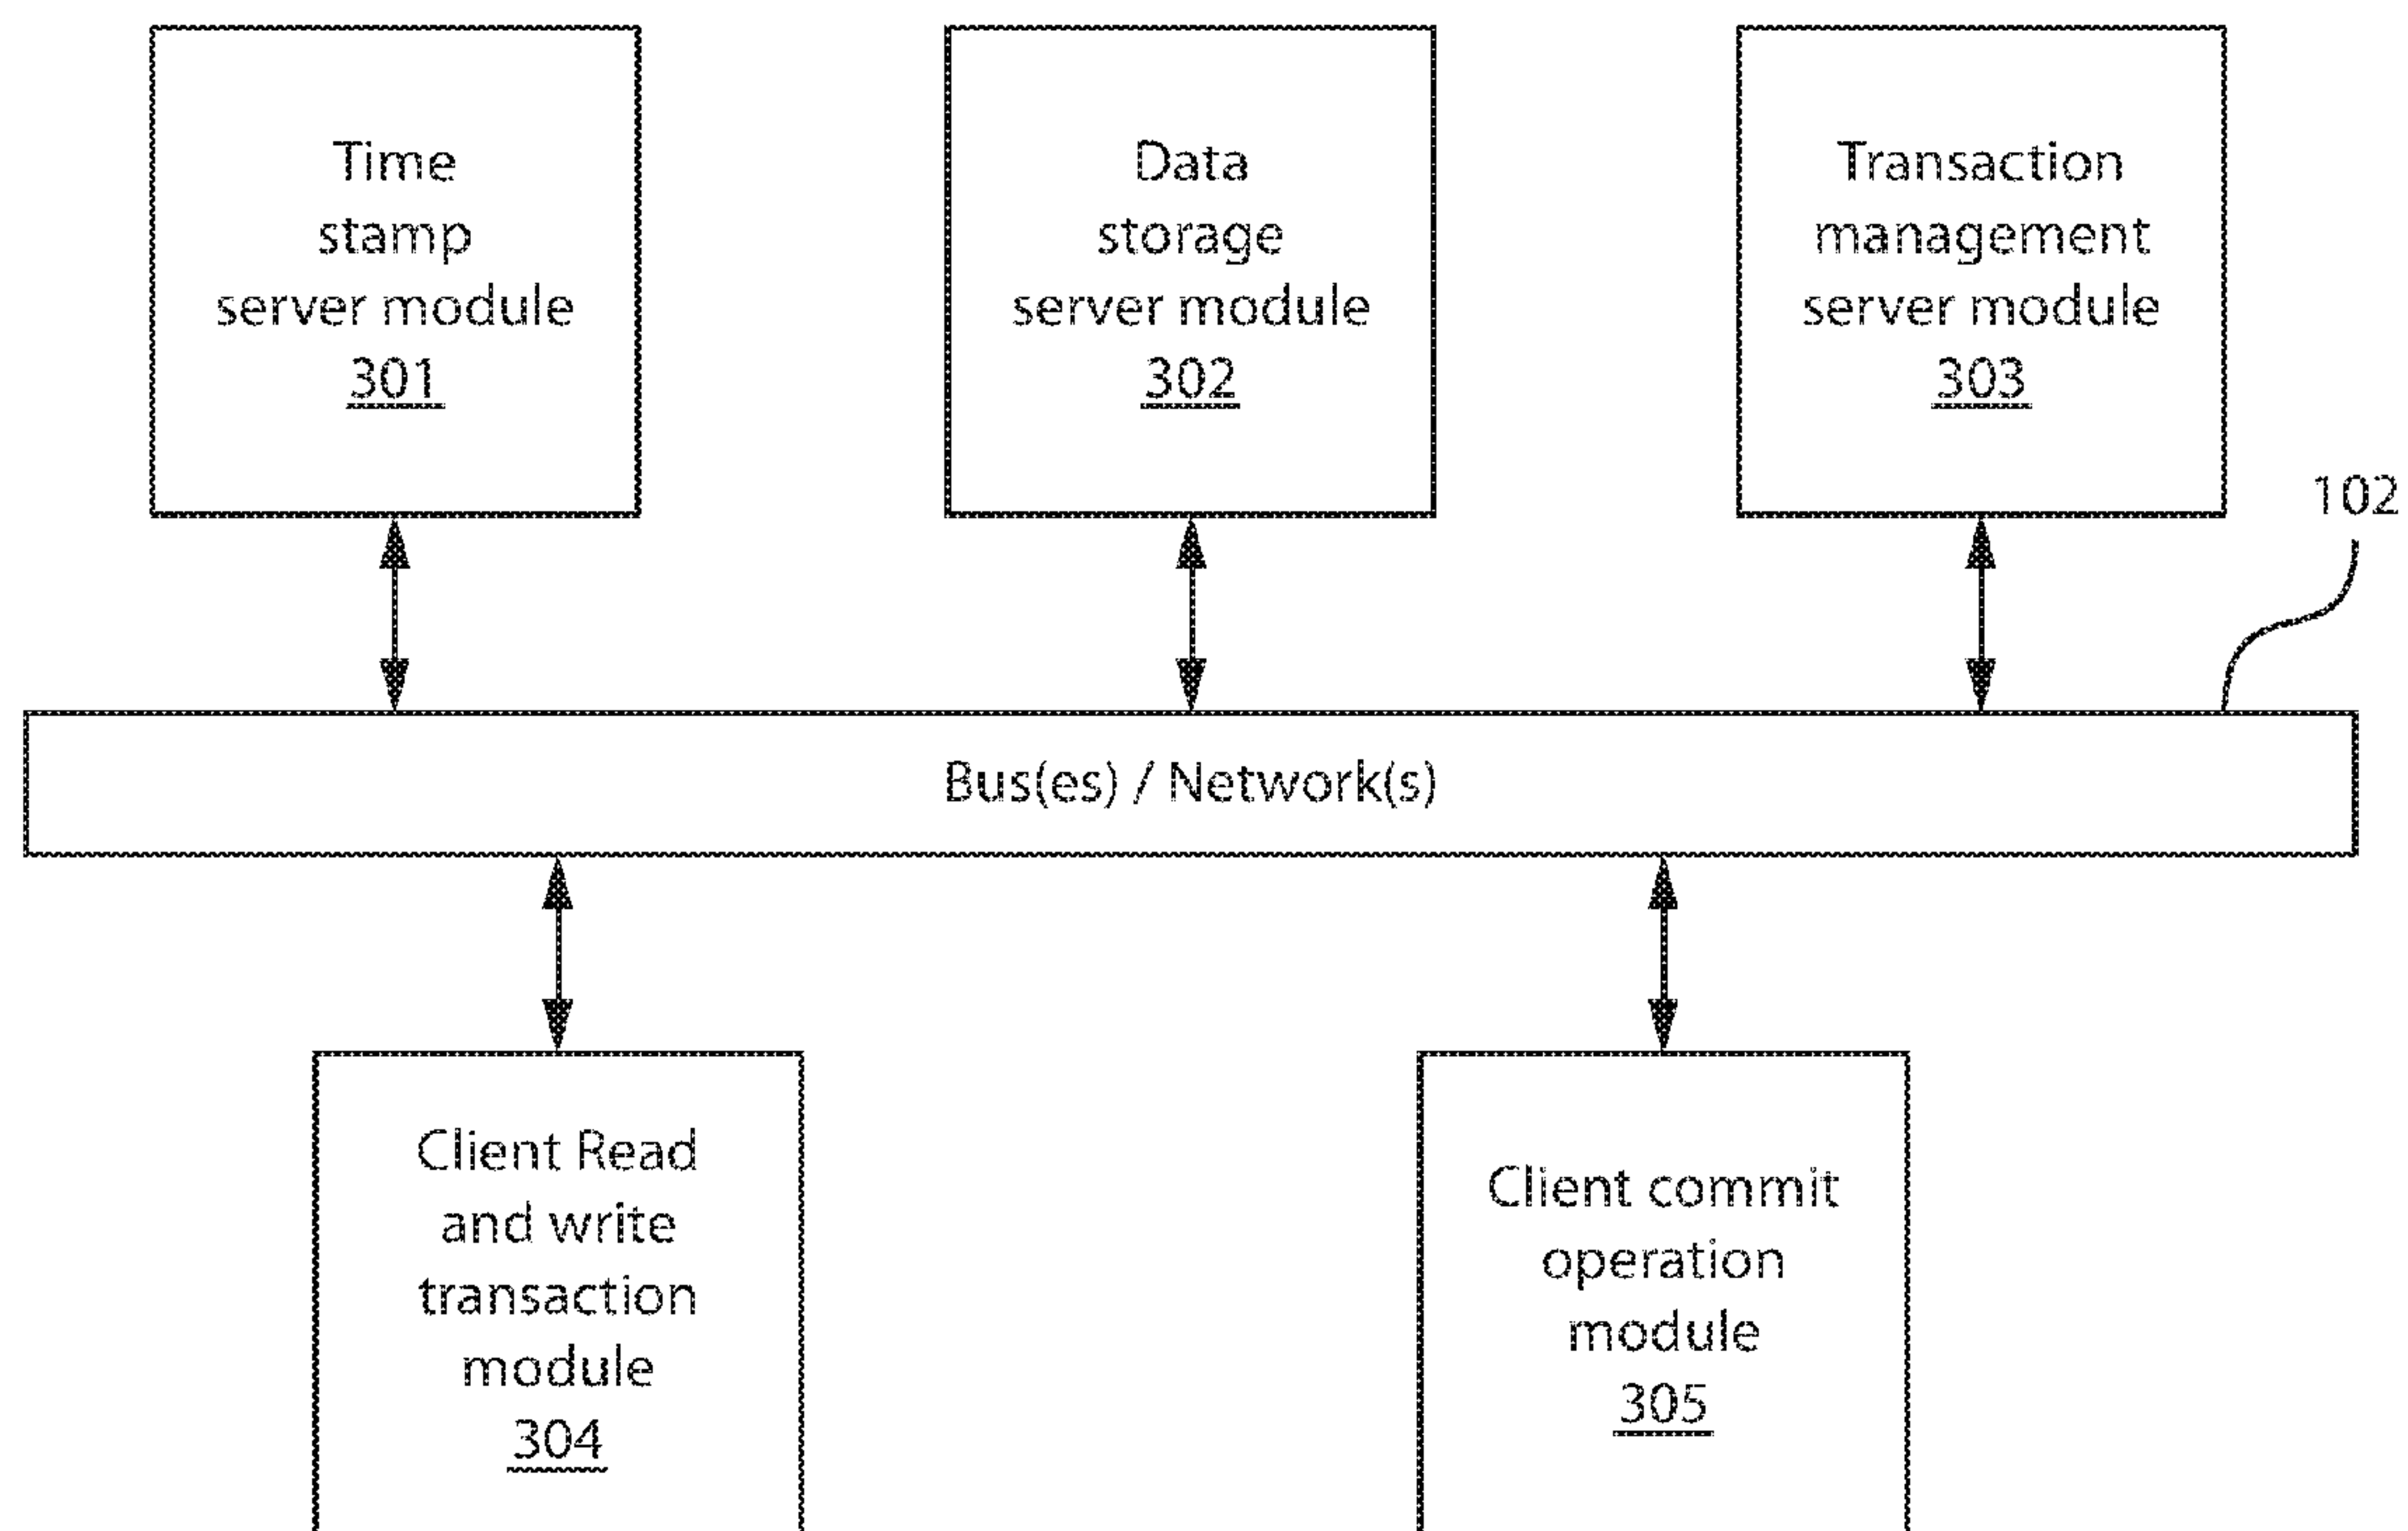 Time
stamp
server module
301
Data
storage
server module
302
Transaction
management
server module
303
102
Bus(es) / Network(s)
Client Read
and write
transaction
module
304
Client commit
operation
module
305